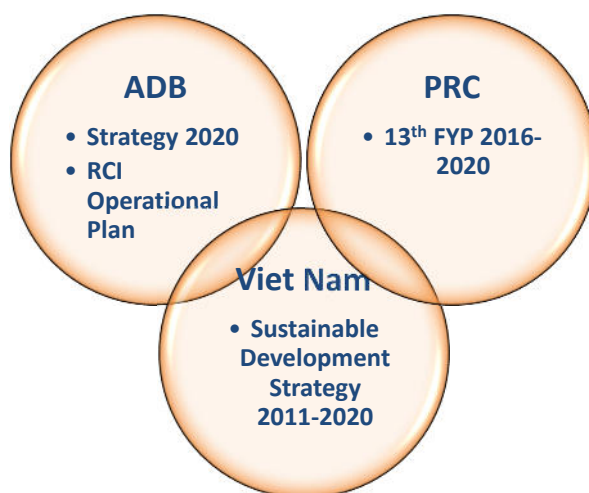 ADB
• Strategy 2020
• RCI
Operational
Plan
PRC
• 13th FYP 2016-
2020
Viet Nam
• Sustainable
Development
Strategy
2011-2020